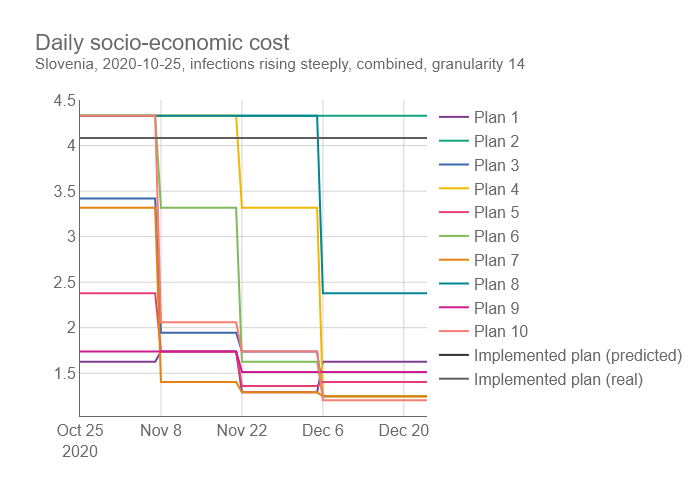 Daily socio-economic cost
Slovenia, 2020-10-25, infections rising steeply, combined, granularity 14
4.5
4
3.5
3
2.5
2
1.5
Oct 25
2020
Nov 8
Nov 22
Dec 6
Dec 20
Plan 1
Plan 2
Plan 3
Plan 4
Plan 5
Plan 6
Plan 7
Plan 8
Plan 9
Plan 10
Implemented plan (predicted)
Implemented plan (real)